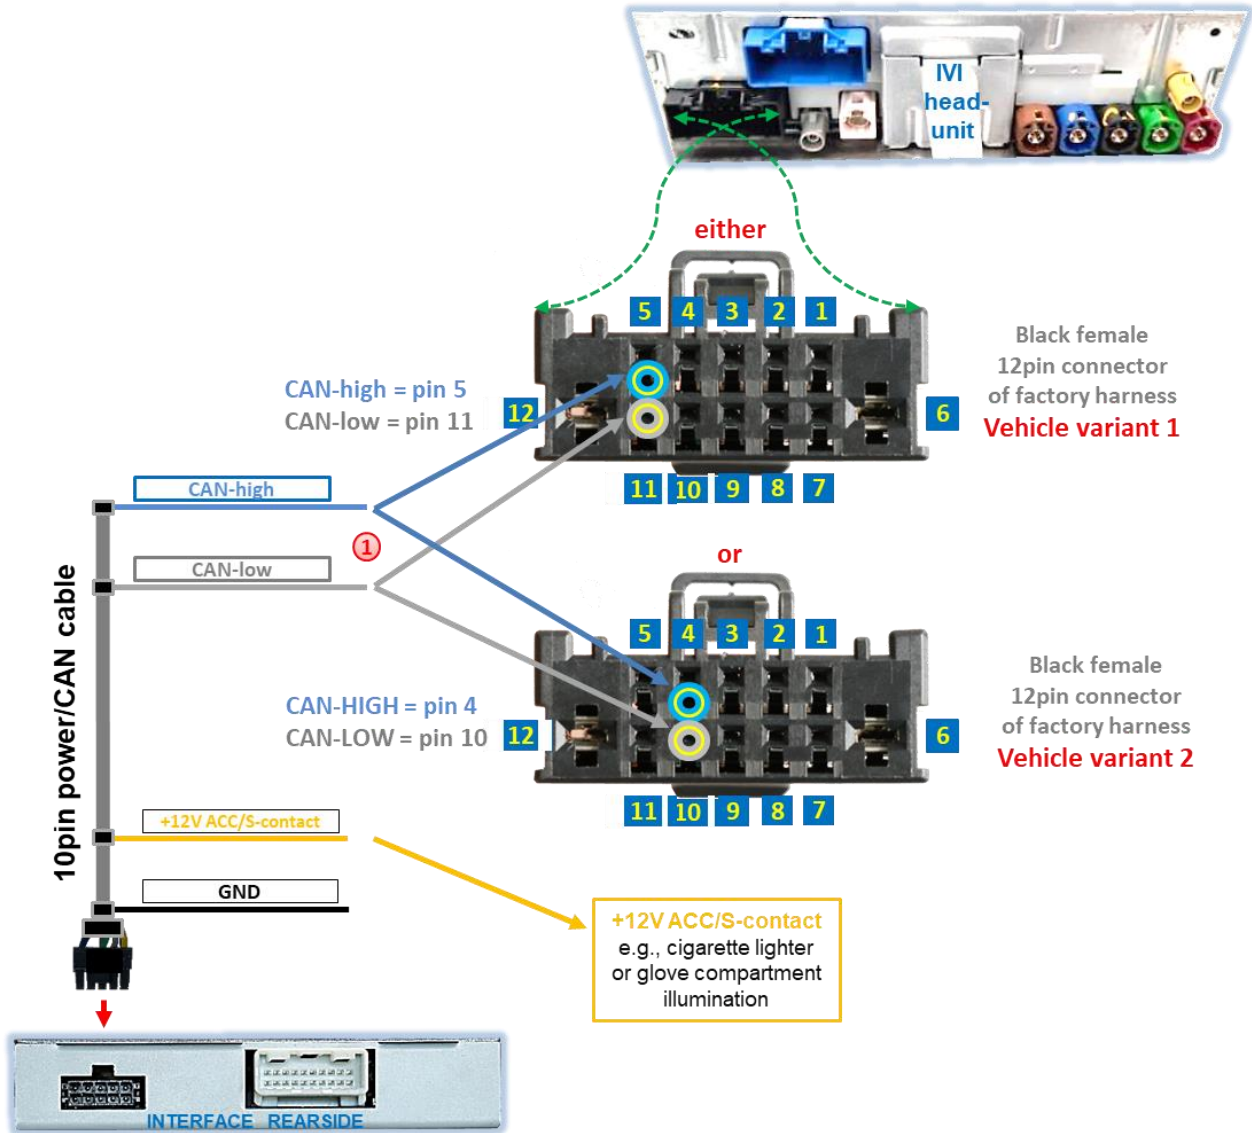 IVI
head-
unit
either
5 4 3 2 1
Black female
12pin connector
of factory harness
Vehicle variant 1
CAN-high = pin 5
CAN-low = pin 11
12
6
11 10 9 8 7
CAN-high
1
CAN-low
or
5 4 3 2 1
Black female
12pin connector
of factory harness
Vehicle variant 2
CAN-HIGH = pin 4
CAN-LOW = pin 10
12
6
11 10 9 8 7
10pin power/CAN cable
+12V ACC/S-contact
GND
+12V ACC/S-contact
e.g., cigarette lighter
or glove compartment
illumination
INTERFACE REARSIDE